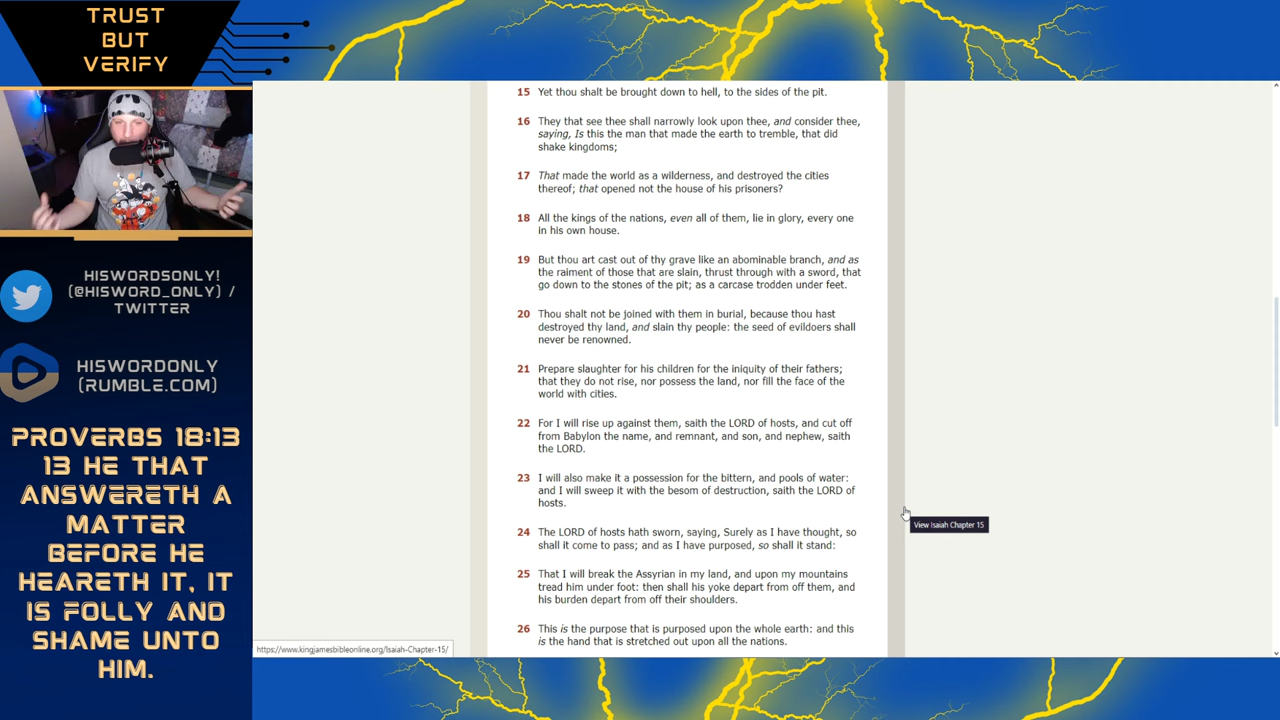 TRUST
BUT
VERIFY
HISWORDSONLY!
(@HISWORD_ONLY) /
TWITTER
HISWORDONLY
(RUMBLE.COM)
PROVERBS 18:13
13 HE THAT
ANSWERETH A
MATTER
BEFORE HE
HEARETH IT, IT
IS FOLLY AND
SHAME UNTO
HIM.
15 Yet thou shalt be brought down to hell, to the sides of the pit.
16 They that see thee shall narrowly look upon thee, and consider thee,
saying, Is this the man that made the earth to tremble, that did
shake kingdoms;
17 That made the world as a wilderness, and destroyed the cities
thereof; that opened not the house of his prisoners?
18 All the kings of the nations, even all of them, lie in glory, every one
in his own house.
19 But thou art cast out of thy grave like an abominable branch, and as
the raiment of those that are slain, thrust through with a sword, that
go down to the stones of the pit; as a carcase trodden under feet.
20 Thou shalt not be joined with them in burial, because thou hast
destroyed thy land, and slain thy people: the seed of evildoers shall
never be renowned.
21 Prepare slaughter for his children for the iniquity of their fathers;
that they do not rise, nor possess the land, nor fill the face of the
world with cities.
22 For I will rise up against them, saith the LORD of hosts, and cut off
from Babylon the name, and remnant, and son, and nephew, saith
the LORD.
23 I will also make it a possession for the bittern, and pools of water:
and I will sweep it with the besom of destruction, saith the LORD of
hosts.
24 The LORD of hosts hath sworn, saying, Surely as I have thought, so
shall it come to pass; and as I have purposed, so shall it stand:
25 That I will break the Assyrian in my land, and upon my mountains
tread him under foot: then shall his yoke depart from off them, and
his burden depart from off their shoulders.
26 This is the purpose that is purposed upon the whole earth: and this
is the hand that is stretched out upon all the nations.
View Isaiah Chapter 15
https://www.kingjamesbibleonline.org/Isaiah-Chapter-15/